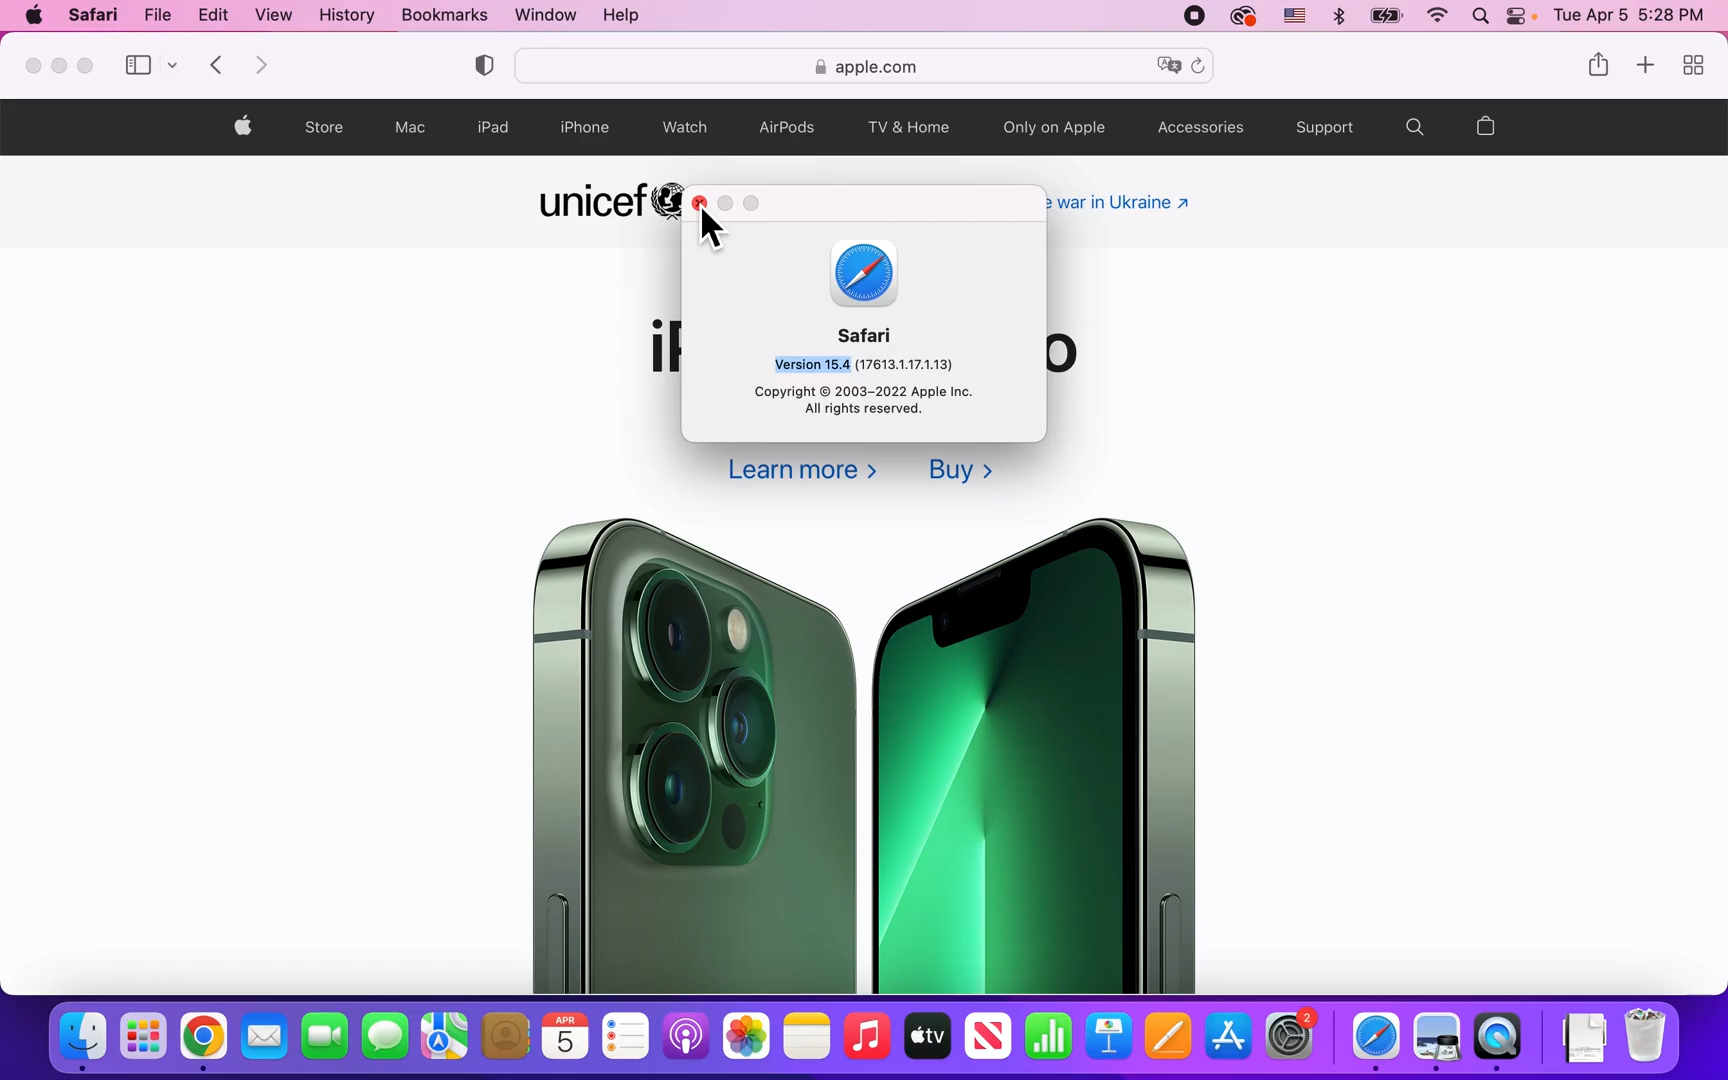 Safari File Edit View History Bookmarks Window Help Tue Apr 5 5:28 PM
apple.com
Store Mac iPad iPhone Watch AirPods TV & Home Only on Apple Accessories Support
unicef war in Ukraine ↗
Safari
Version 15.4 (17613.1.17.1.13)
Copyright © 2003–2022 Apple Inc.
All rights reserved.
Learn more > Buy >
APR
5
tv
2